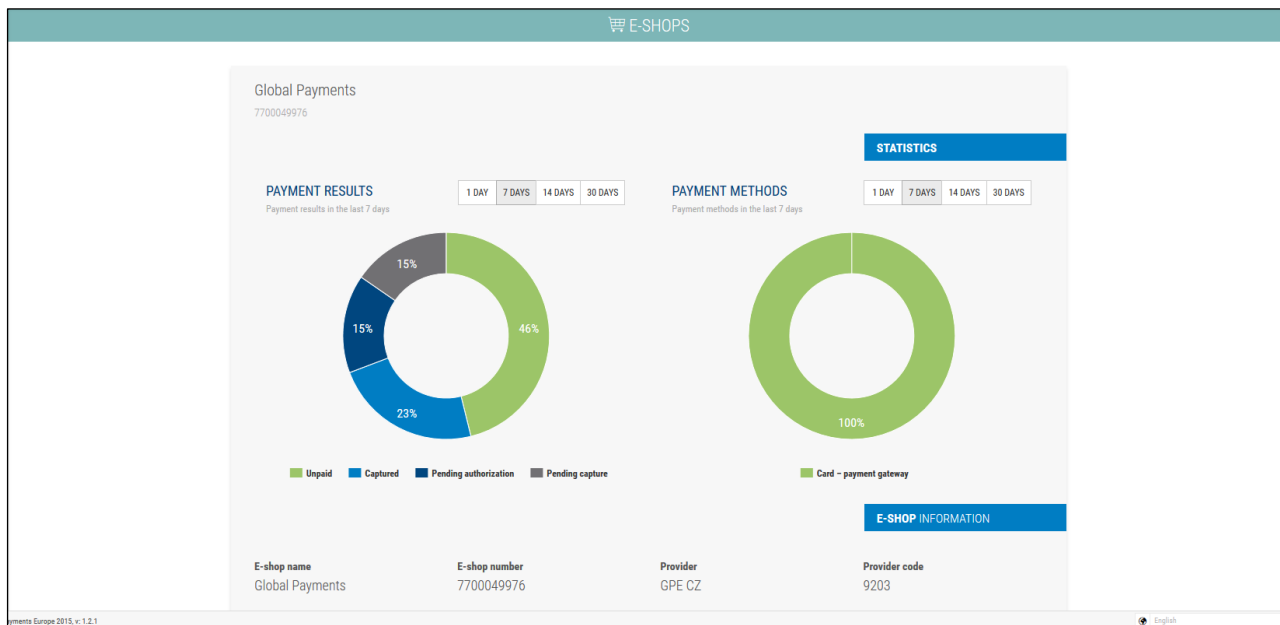 E-SHOPS
Global Payments
7700049976
STATISTICS
PAYMENT RESULTS
1 DAY 7 DAYS 14 DAYS 30 DAYS
Payment results in the last 7 days
15%
15%
46%
23%
Unpaid Captured Pending authorization Pending capture
PAYMENT METHODS
1 DAY 7 DAYS 14 DAYS 30 DAYS
Payment methods in the last 7 days
100%
Card – payment gateway
E-SHOP INFORMATION
E-shop name E-shop number Provider Provider code
Global Payments 7700049976 GPE CZ 9203
yments Europe 2015, v: 1.2.1 English